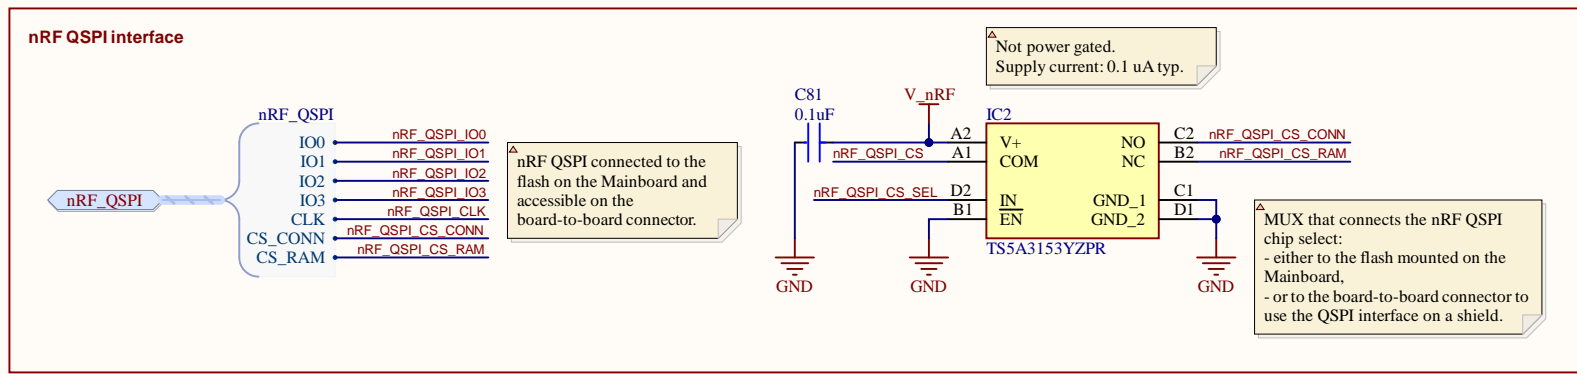 nRF QSPI interface
nRF_QSPI
nRF_QSPI
IO0
nRF_QSPI_IO0
IO1
nRF_QSPI_IO1
IO2
nRF_QSPI_IO2
IO3
nRF_QSPI_IO3
CLK
nRF_QSPI_CLK
CS_CONN
nRF_QSPI_CS_CONN
CS_RAM
nRF_QSPI_CS_RAM
nRF QSPI connected to the
flash on the Mainboard and
accessible on the
board-to-board connector.
Not power gated.
Supply current: 0.1 uA typ.
C81
0.1uF
GND
V_nRF
nRF_QSPI_CS
nRF_QSPI_CS_SEL
GND
IC2
A2
V+
A1
COM
D2
IN
B1
EN
NO
C2
nRF_QSPI_CS_CONN
NC
B2
nRF_QSPI_CS_RAM
GND_1
C1
GND_2
D1
TS5A3153YZPR
GND
MUX that connects the nRF QSPI
chip select:
- either to the flash mounted on the
Mainboard,
- or to the board-to-board connector to
use the QSPI interface on a shield.